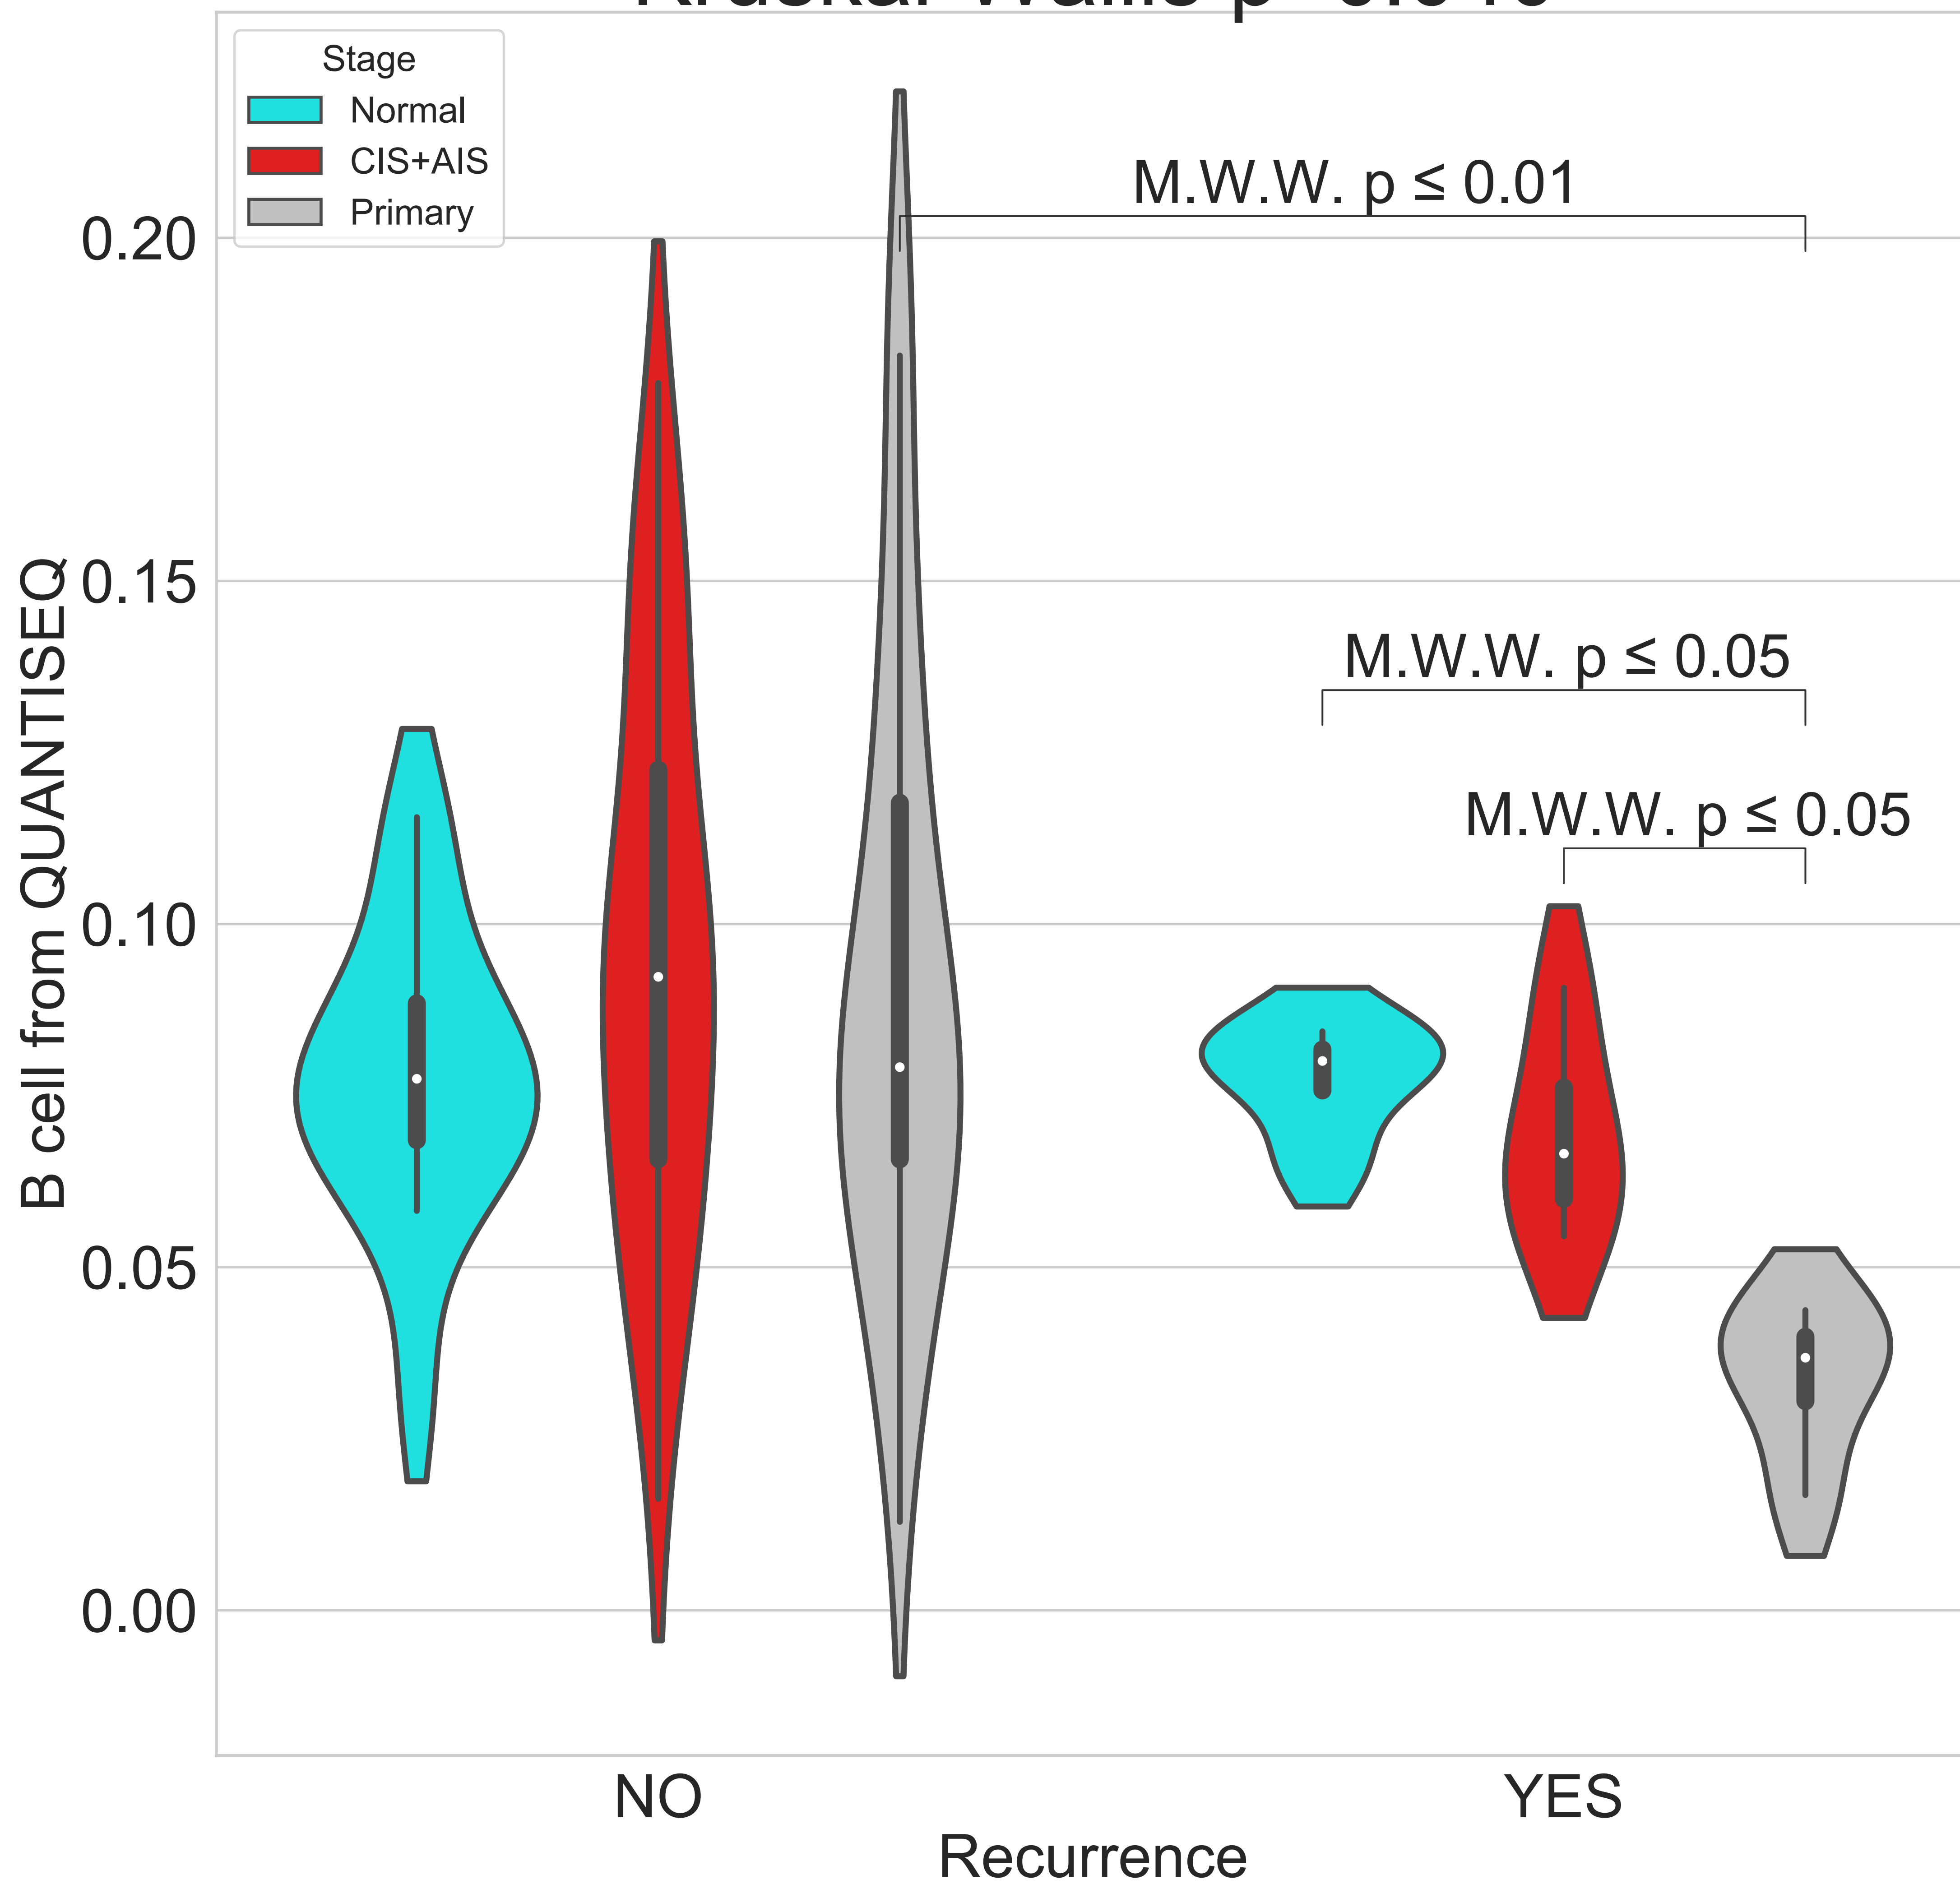 Stage
Normal
CIS+AIS
Primary
M.W.W. p ≤ 0.01
M.W.W. p ≤ 0.05
M.W.W. p ≤ 0.05
B cell from QUANTISEQ
0.20
0.15
0.10
0.05
0.00
NO
YES
Recurrence